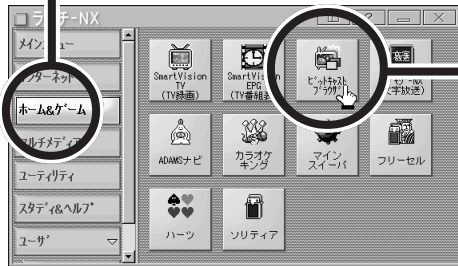 ランチ-NX
メインメニュー
インターネット
ホーム&ゲーム
マルチメディア
ユーティリティ
スタディ&ヘルプ
ユーザ
SmartVision
TV
(TV録画)
SmartVision
EPG
(TV番組表)
ビットキャスト
ブラウザ
文字放送)
ADAMSナビ
カラオケ
キング
マイン
スイーパ
フリーセル
ハーツ
ソリティア